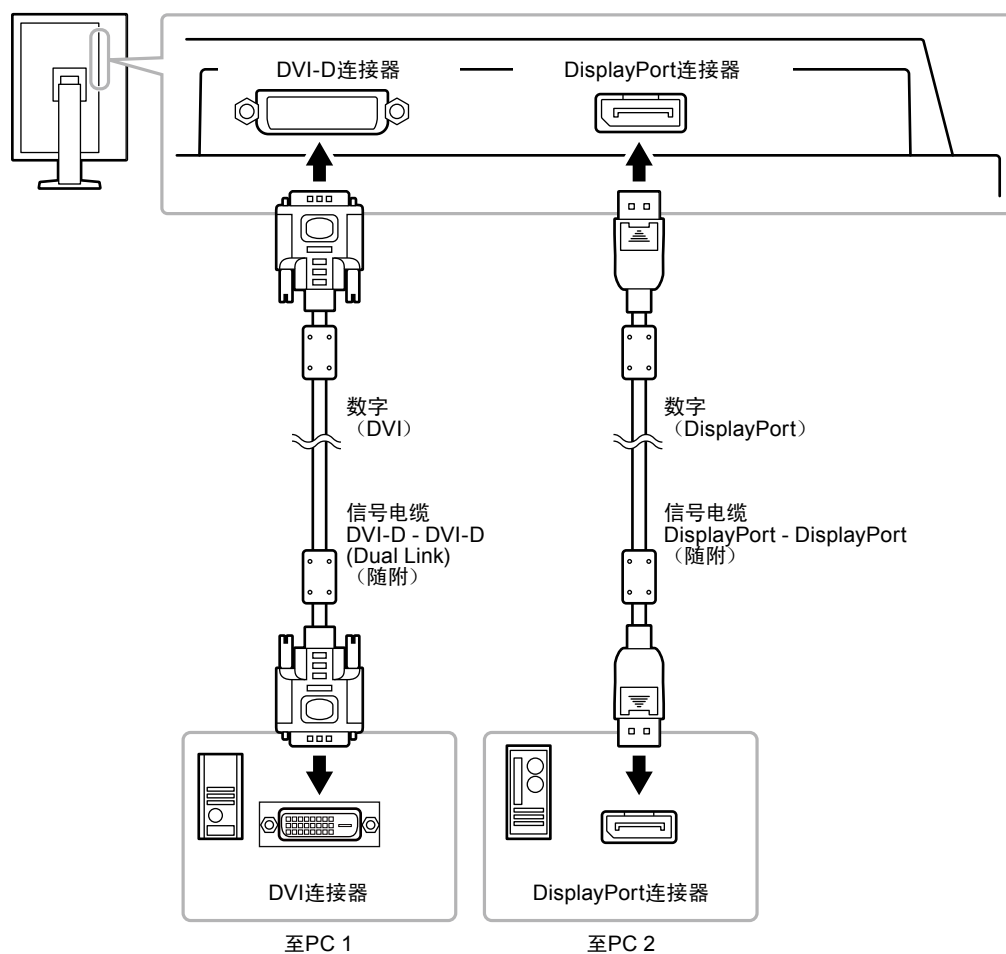 DVI-D连接器
DisplayPort连接器
数字
（DVI）
数字
（DisplayPort）
信号电缆
DVI-D - DVI-D
(Dual Link)
（随附）
信号电缆
DisplayPort - DisplayPort
（随附）
DVI连接器
DisplayPort连接器
至PC 1
至PC 2